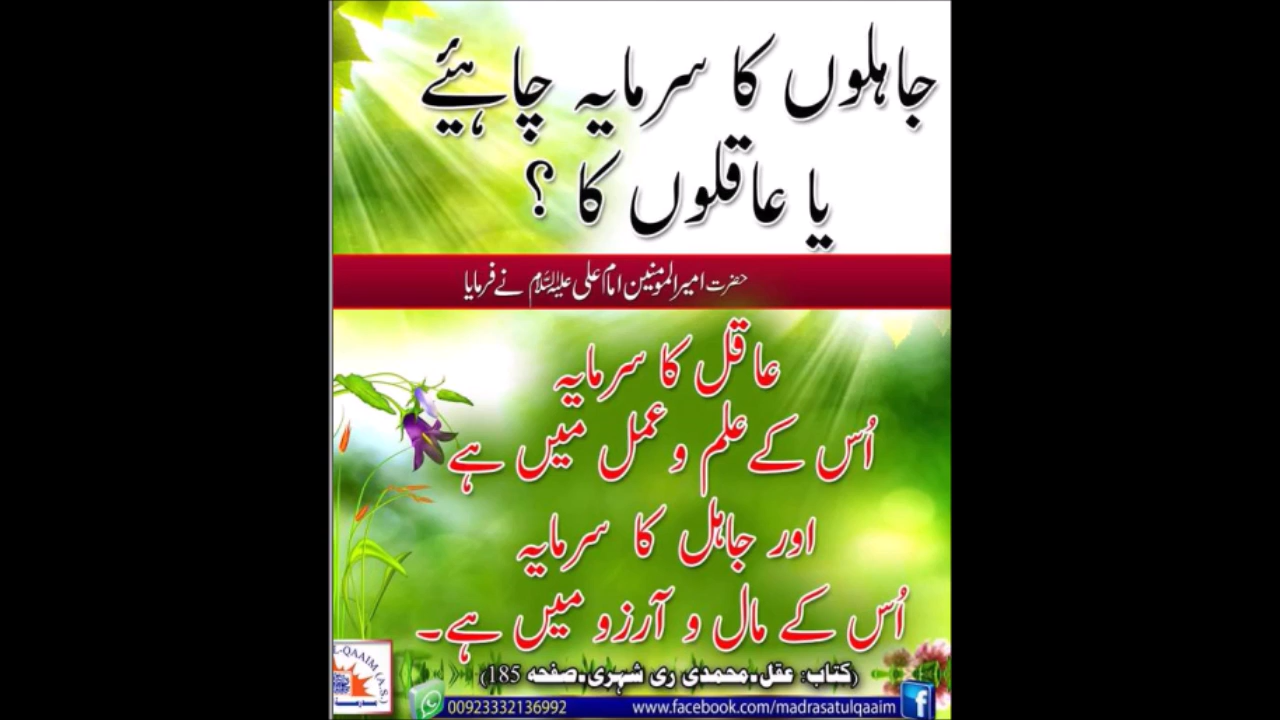 جاہلوں کا سرمایہ چاہئیے
یا عاقلوں کا ؟
حضرت امیرالمومنین امام علی علیہ السلام نے فرمایا
عاقل کا سرمایہ
اُس کے علم و عمل میں ہے
اور جاہل کا سرمایہ
اُس کے مال و آرزو میں ہے۔
(کتاب: عقل۔محمدی ری شہری۔صفحہ 185)
L-QAAIM (A.S.)
00923332136992
www.facebook.com/madrasatulqaaim